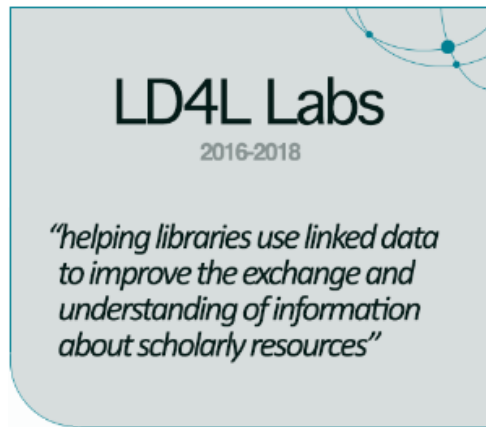 LD4L Labs
2016-2018
“helping libraries use linked data
to improve the exchange and
understanding of information
about scholarly resources”